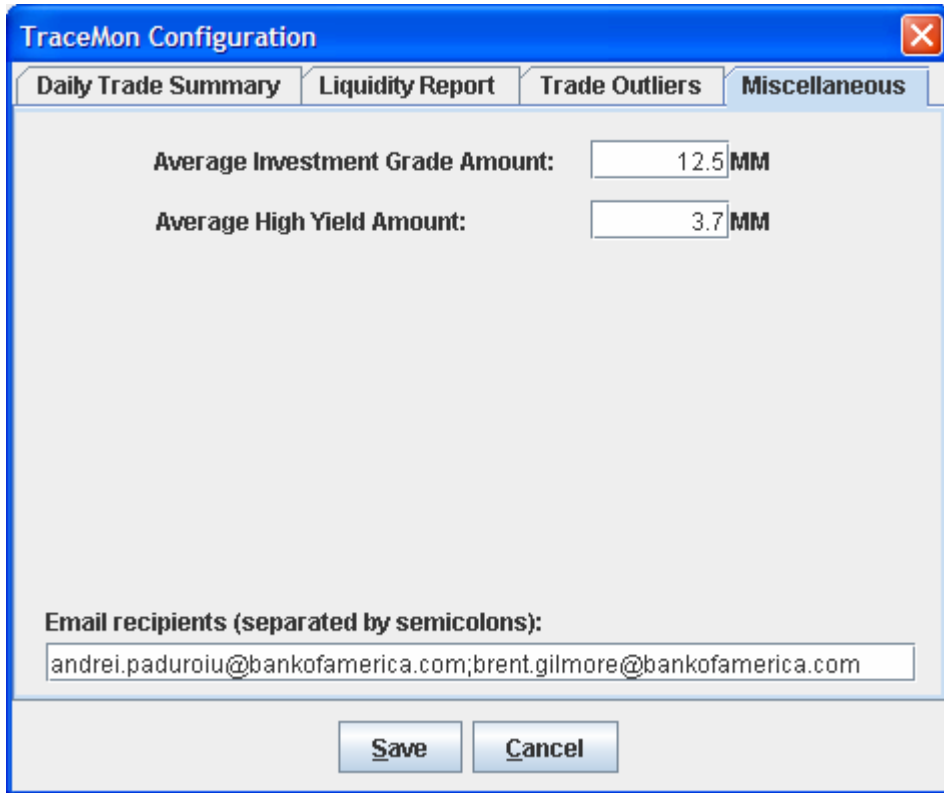 TraceMon Configuration
Daily Trade Summary Liquidity Report Trade Outliers Miscellaneous
Average Investment Grade Amount: 12.5 MM
Average High Yield Amount: 3.7 MM
Email recipients (separated by semicolons):
andrei.paduroiu@bankofamerica.com;brent.gilmore@bankofamerica.com
Save Cancel